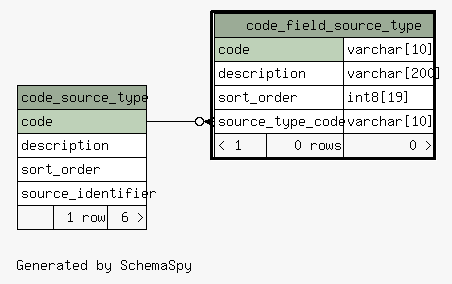 code_field_source_type
code varchar[10]
description varchar[200]
sort_order int8[19]
source_type_code varchar[10]
< 1 0 rows 0 >
code_source_type
code
description
sort_order
source_identifier
1 row 6 >
Generated by SchemaSpy